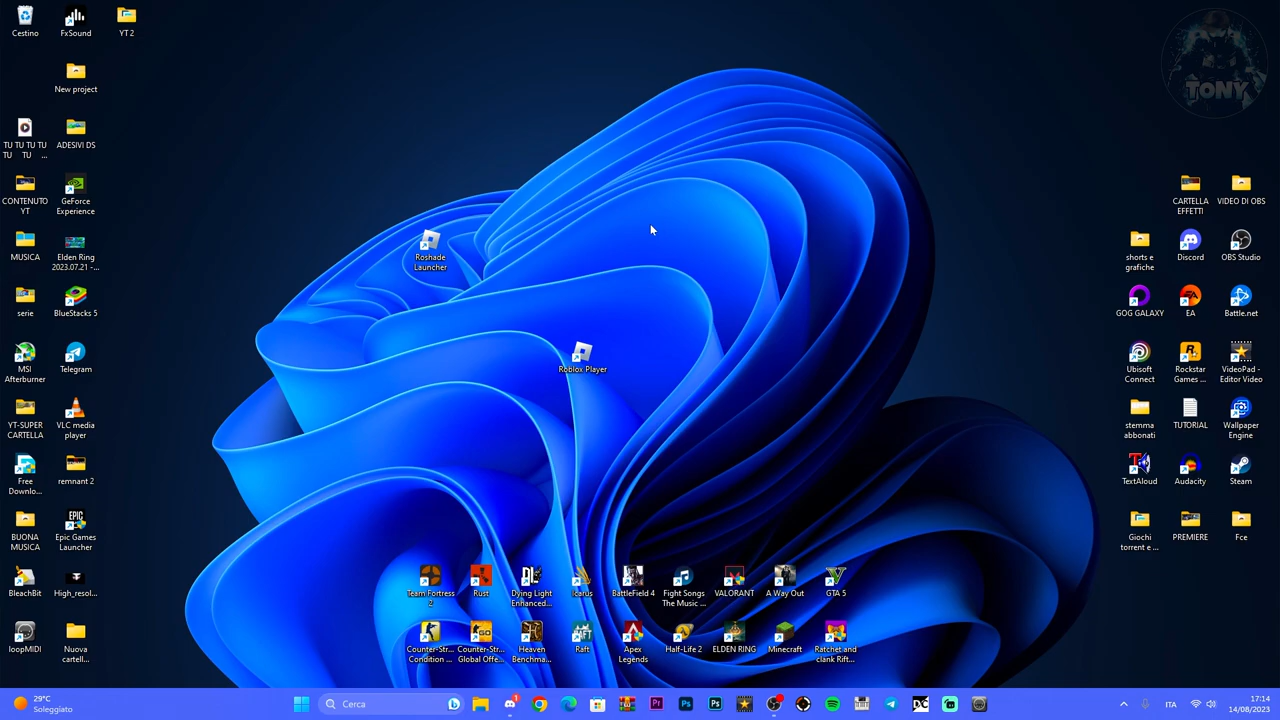 Cestino
FxSound
YT 2
TONY
New project
TU TU TU TU
TU TU ...
ADESIVI DS
CONTENUTO
YT
GeForce
Experience
CARTELLA
EFFETTI
VIDEO DI OBS
MUSICA
Elden Ring
2023.07.21 -...
Roshade
Launcher
shorts e
grafiche
Discord
OBS Studio
serie
BlueStacks 5
GOG GALAXY
EA
Battle.net
MSI
Afterburner
Telegram
Roblox Player
Ubisoft
Connect
Rockstar
Games ...
VideoPad -
Editor Video
YT-SUPER
CARTELLA
VLC media
player
stemma
abbonati
TUTORIAL
Wallpaper
Engine
Free
Downlo...
remnant 2
TextAloud
Audacity
Steam
BUONA
MUSICA
Epic Games
Launcher
Giochi
torrent e ...
PREMIERE
Fce
BleachBit
High_resol...
Team Fortress
2
Rust
Dying Light
Enhanced...
Icarus
BattleField 4
Fight Songs
The Music ...
VALORANT
A Way Out
GTA 5
loopMIDI
Nuova
cartell...
Counter-Str...
Condition ...
Counter-Str...
Global Offe...
Heaven
Benchma...
Raft
Apex
Legends
Half-Life 2
ELDEN RING
Minecraft
Ratchet and
clank Rift...
29°C
Soleggiato
Cerca
ITA
17:14
14/08/2023